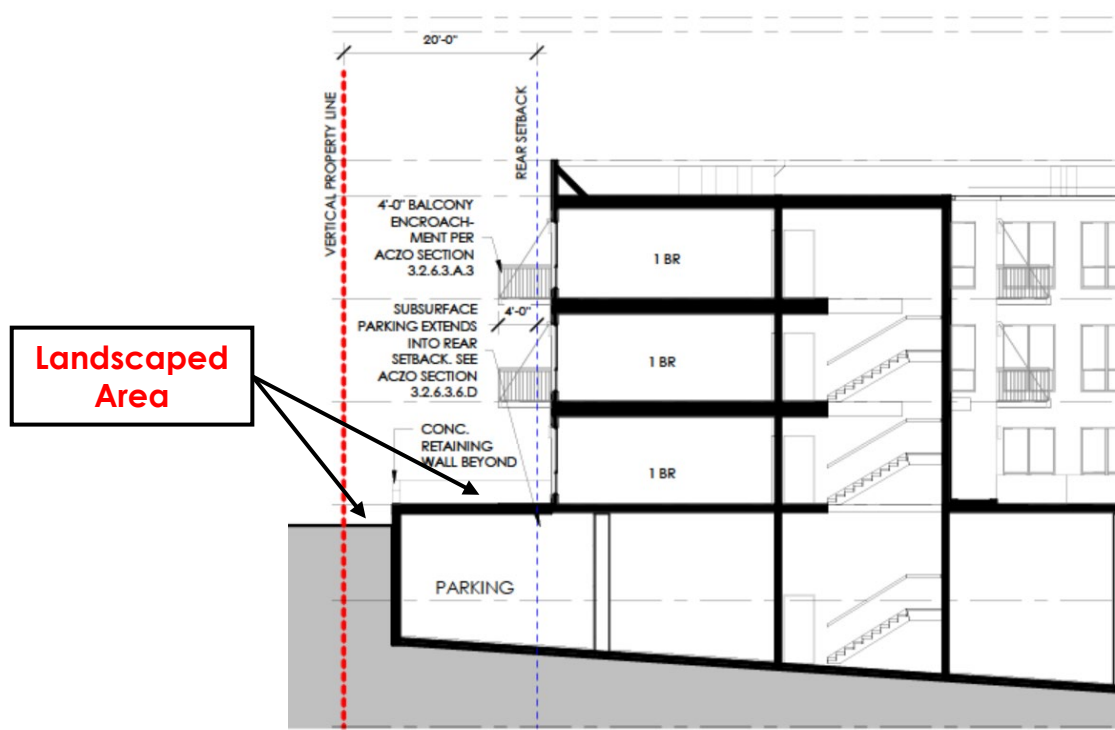 20'-0"
VERTICAL PROPERTY LINE
REAR SETBACK
4'-0" BALCONY
ENCROACH-
MENT PER
ACZO SECTION
3.2.6.3.A.3
1 BR
SUBSURFACE
PARKING EXTENDS
INTO REAR
SETBACK. SEE
ACZO SECTION
3.2.6.3.6.D
4'-0"
1 BR
Landscaped
Area
CONC.
RETAINING
WALL BEYOND
1 BR
PARKING